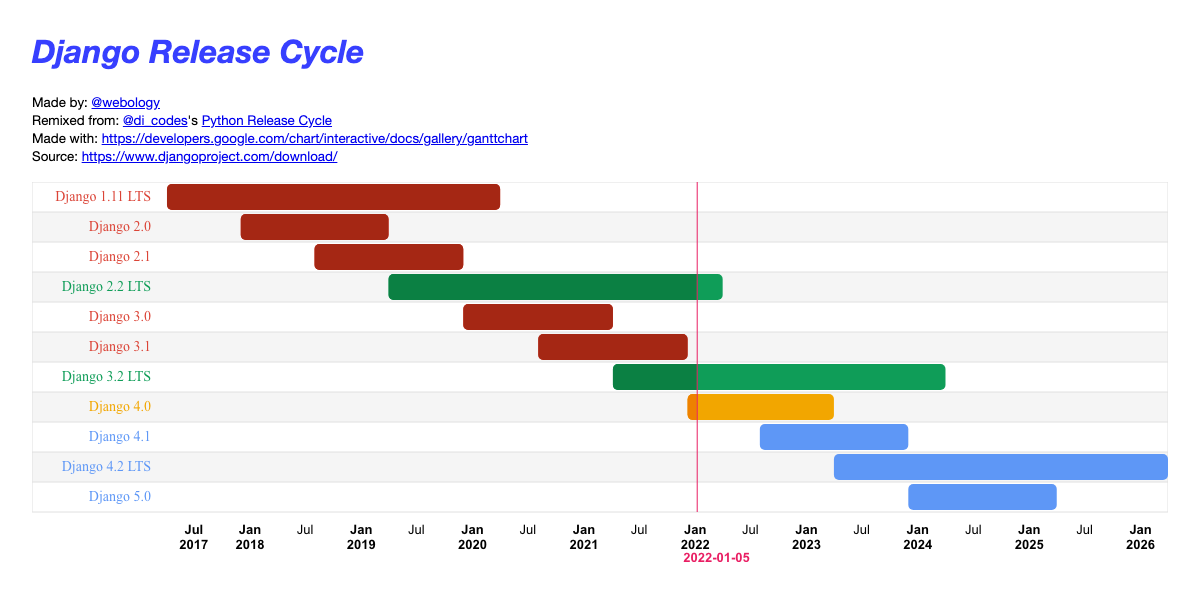 Django Release Cycle
Made by: @webology
Remixed from: @di_codes's Python Release Cycle
Made with: https://developers.google.com/chart/interactive/docs/gallery/ganttchart
Source: https://www.djangoproject.com/download/
Django 1.11 LTS
Django 2.0
Django 2.1
Django 2.2 LTS
Django 3.0
Django 3.1
Django 3.2 LTS
Django 4.0
Django 4.1
Django 4.2 LTS
Django 5.0
Jul Jan Jul Jan Jul Jan Jul Jan Jul Jan Jul Jan Jul Jan Jul Jan Jul Jan
2017 2018 2019 2020 2021 2022 2023 2024 2025 2026
2022-01-05